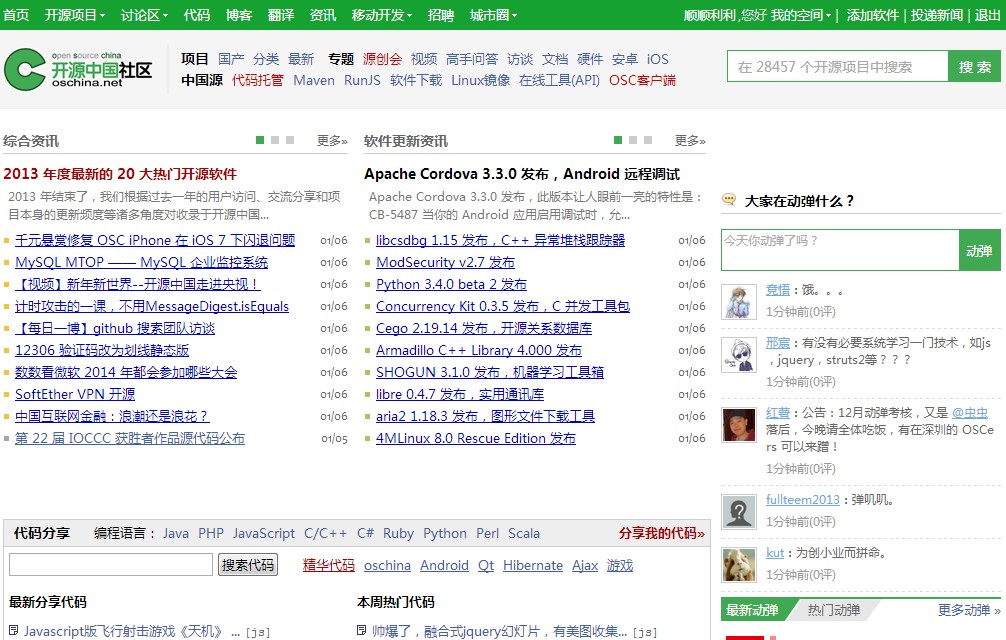 首页 开源项目 讨论区 代码 博客 翻译 资讯 移动开发 招聘 城市圈 顺顺利利,您好 我的空间 | 添加软件 | 投递新闻 | 退出
open source china
开源中国社区
oschina.net
项目 国产 分类 最新 专题 源创会 视频 高手问答 访谈 文档 硬件 安卓 iOS
中国源 代码托管 Maven RunJS 软件下载 Linux镜像 在线工具(API) OSC客户端
在 28457 个开源项目中搜索 搜 索
综合资讯 更多»
2013 年度最新的 20 大热门开源软件
2013 年结束了，我们根据过去一年的用户访问、交流分享和项
目本身的更新频度等诸多角度对收录于开源中国...
千元悬赏修复 OSC iPhone 在 iOS 7 下闪退问题 01/06
MySQL MTOP —— MySQL 企业监控系统 01/06
【视频】新年新世界--开源中国走进央视！ 01/06
计时攻击的一课，不用MessageDigest.isEquals 01/06
【每日一博】github 搜索团队访谈 01/06
12306 验证码改为划线静态版 01/06
数数看微软 2014 年都会参加哪些大会 01/06
SoftEther VPN 开源 01/06
中国互联网金融：浪潮还是浪花？ 01/06
第 22 届 IOCCC 获胜者作品源代码公布 01/05
软件更新资讯 更多»
Apache Cordova 3.3.0 发布，Android 远程调试
Apache Cordova 3.3.0 发布，此版本让人眼前一亮的特性是：
CB-5487 当你的 Android 应用启用调试时，允...
libcsdbg 1.15 发布，C++ 异常堆栈跟踪器 01/06
ModSecurity v2.7 发布 01/06
Python 3.4.0 beta 2 发布 01/06
Concurrency Kit 0.3.5 发布，C 并发工具包 01/06
Cego 2.19.14 发布，开源关系数据库 01/06
Armadillo C++ Library 4.000 发布 01/06
SHOGUN 3.1.0 发布，机器学习工具箱 01/06
libre 0.4.7 发布，实用通讯库 01/06
aria2 1.18.3 发布，图形文件下载工具 01/06
4MLinux 8.0 Rescue Edition 发布 01/06
大家在动弹什么？
今天你动弹了吗？ 动弹
竟悟：饿。。。
1分钟前(0评)
邢宸：有没有必要系统学习一门技术，如js
，jquery，struts2等？？？
1分钟前(0评)
红薯：公告：12月动弹考核，又是 @虫虫
落后，今晚请全体吃饭，有在深圳的 OSCe
rs 可以来蹭！
1分钟前(0评)
fullteem2013：弹叽叽。
1分钟前(0评)
kut：为创小业而拼命。
1分钟前(0评)
最新动弹 热门动弹 更多动弹 »
代码分享 编程语言： Java PHP JavaScript C/C++ C# Ruby Python Perl Scala 分享我的代码»
搜索代码 精华代码 oschina Android Qt Hibernate Ajax 游戏
最新分享代码
Javascript版飞行射击游戏《天机》 ... [js]
本周热门代码
帅爆了，融合式jquery幻灯片，有美图收集... [js]